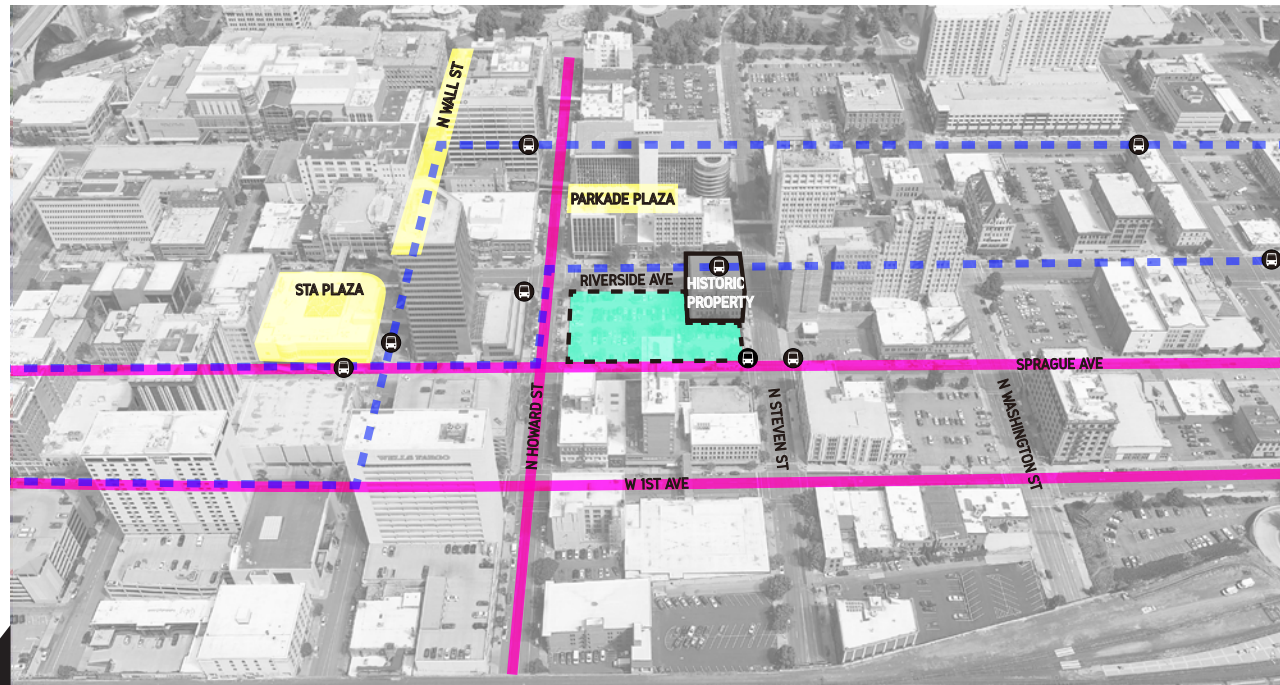 N WALL ST
PARKADE PLAZA
RIVERSIDE AVE
HISTORIC
PROPERTY
STA PLAZA
SPRAGUE AVE
N HOWARD ST
N STEVEN ST
N WASHINGTON ST
WELLS FARGO
W 1ST AVE